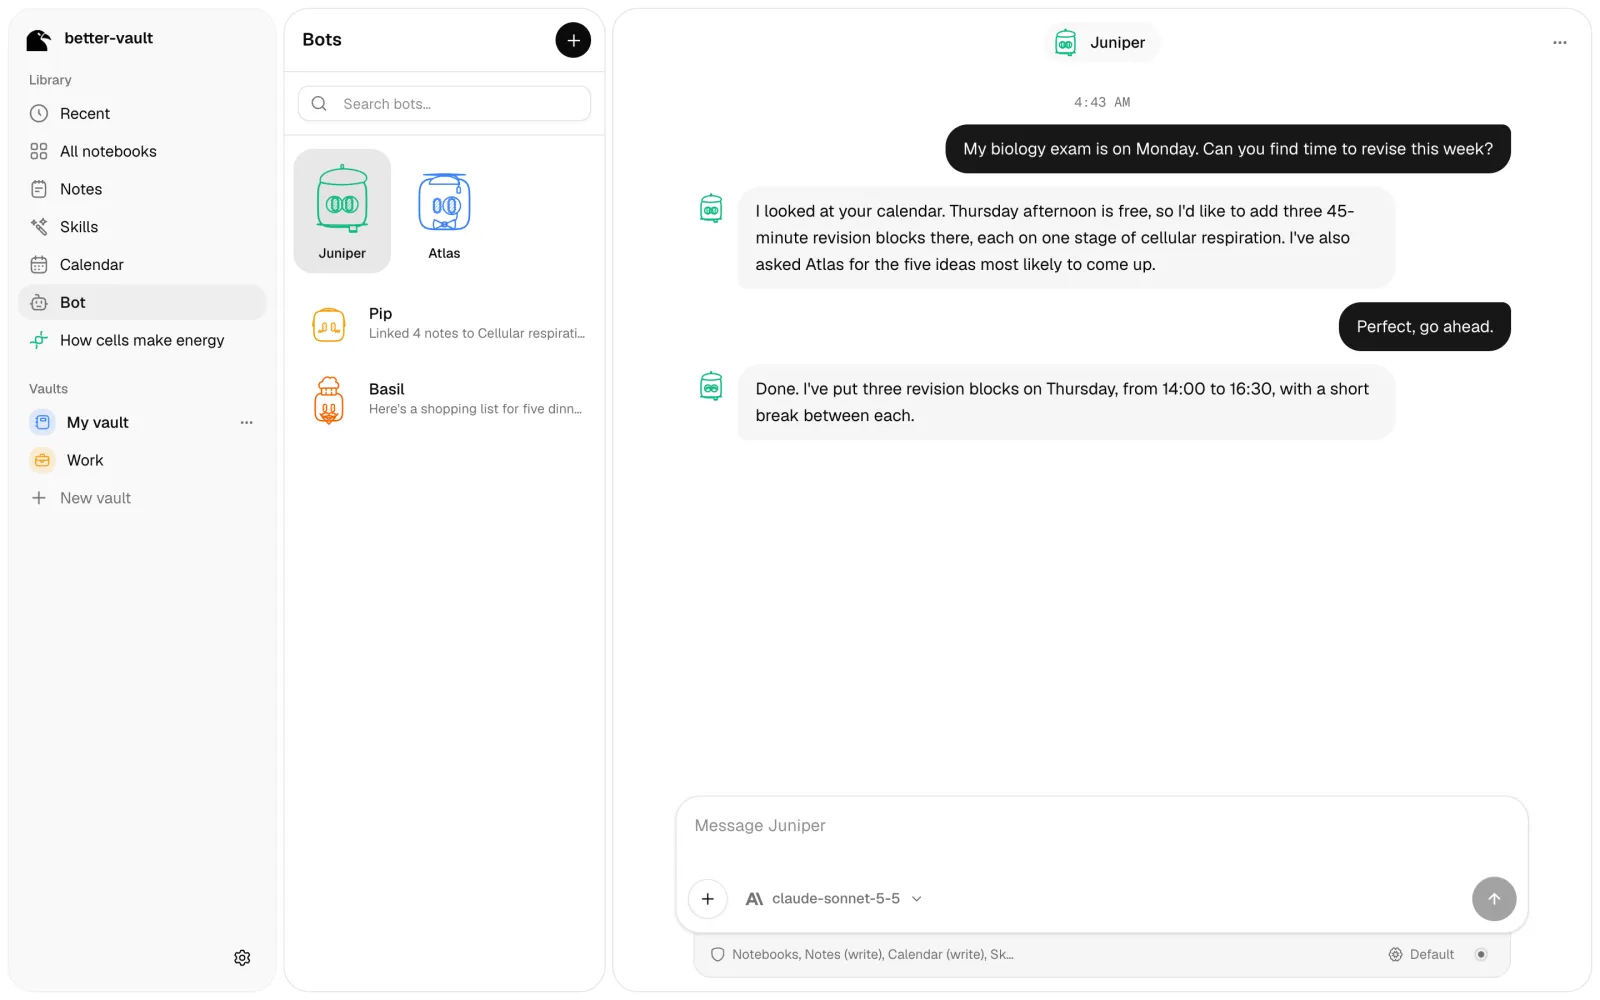 better-vault
Library
Recent
All notebooks
Notes
Skills
Calendar
Bot
How cells make energy
Vaults
My vault
Work
New vault
Bots
Search bots...
Juniper
Atlas
Pip
Linked 4 notes to Cellular respirati...
Basil
Here's a shopping list for five dinn...
Juniper
4:43 AM
My biology exam is on Monday. Can you find time to revise this week?
I looked at your calendar. Thursday afternoon is free, so I'd like to add three 45-
minute revision blocks there, each on one stage of cellular respiration. I've also
asked Atlas for the five ideas most likely to come up.
Perfect, go ahead.
Done. I've put three revision blocks on Thursday, from 14:00 to 16:30, with a short
break between each.
Message Juniper
claude-sonnet-5-5
Notebooks, Notes (write), Calendar (write), Sk...
Default